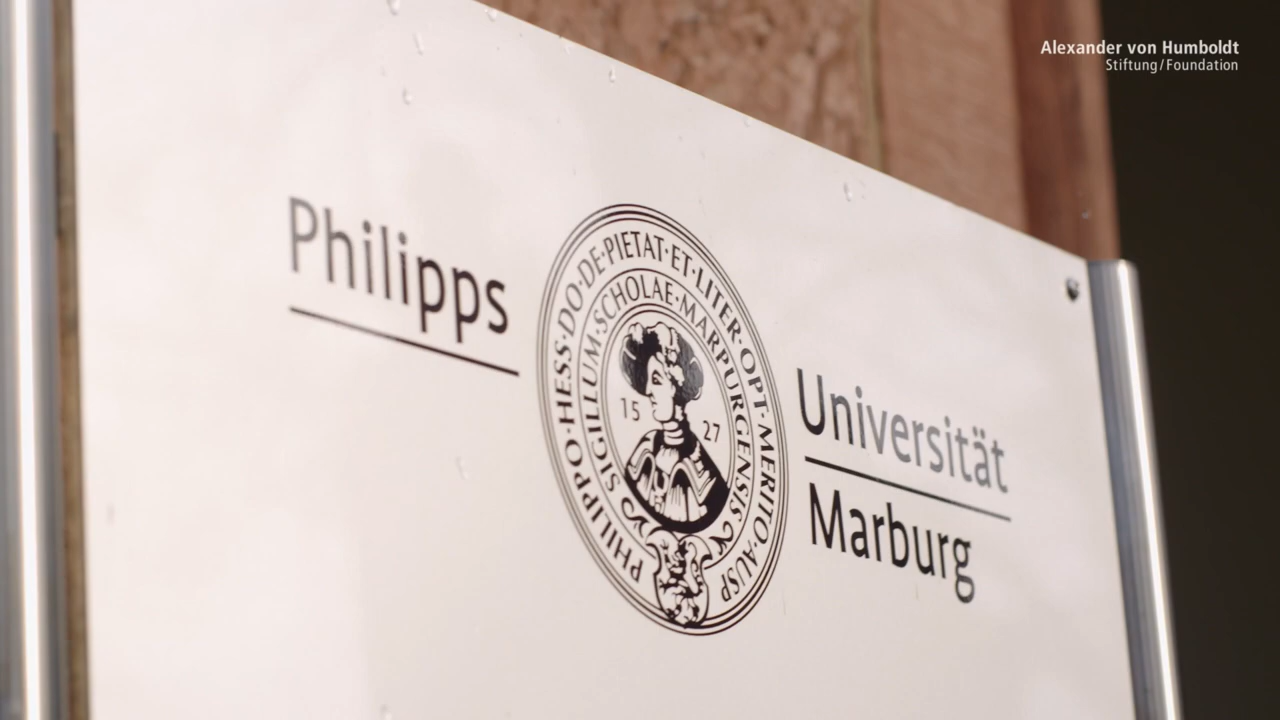 Alexander von Humboldt
Stiftung/Foundation
Philipps
PHILIPPO·HESS·DO·DE·PIETAT·ET·LITER·OPT·MERITO·AUSP
SIGILLUM·SCHOLAE·MARPURGENSIS
15 27
Universität
Marburg